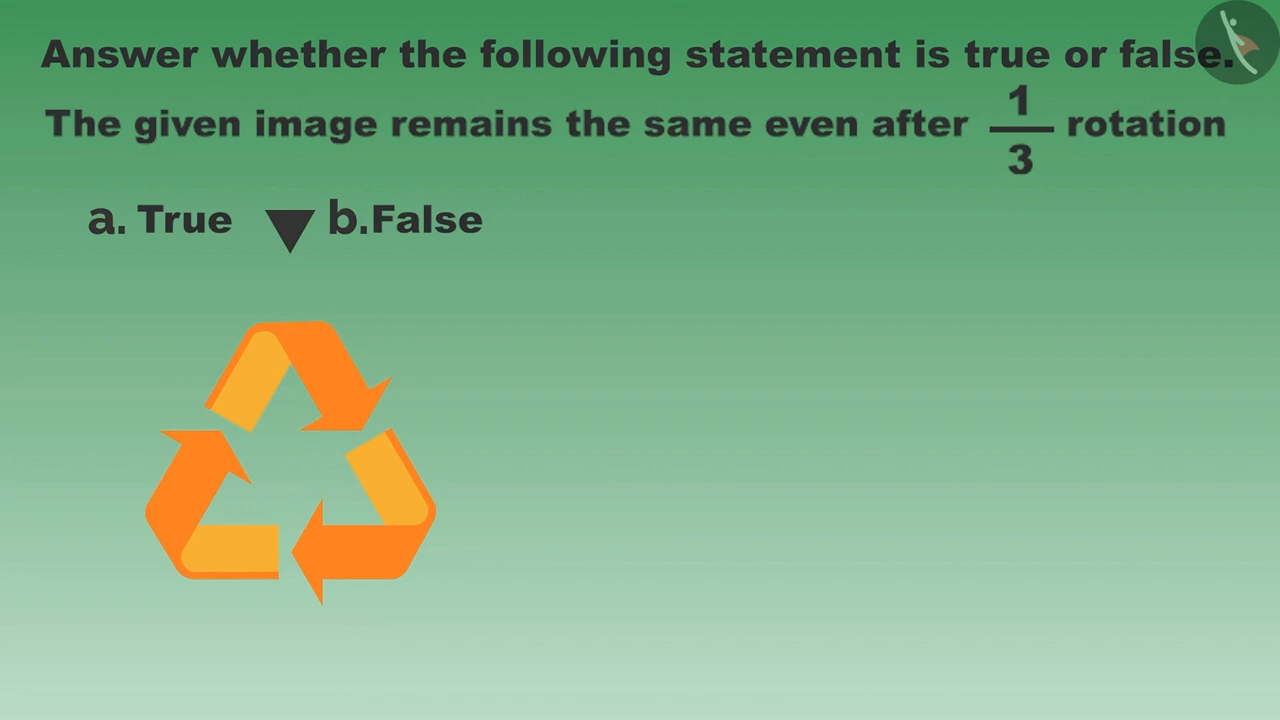 Answer whether the following statement is true or false.
The given image remains the same even after 1/3 rotation
a. True b.False